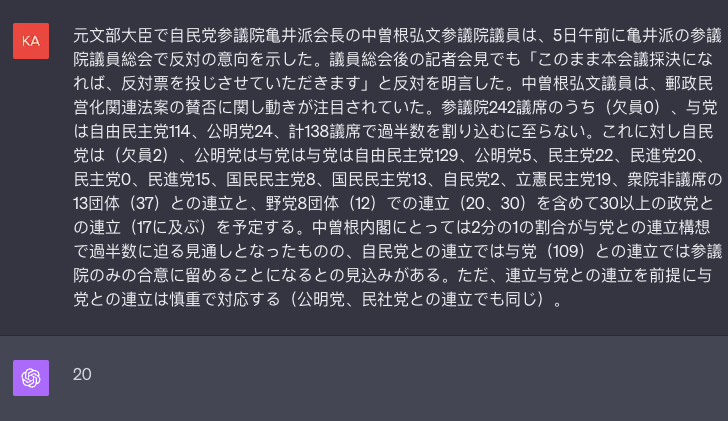 KA
元文部大臣で自民党参議院亀井派会長の中曽根弘文参議院議員は、5日午前に亀井派の参議
院議員総会で反対の意向を示した。議員総会後の記者会見でも「このまま本会議採決にな
れば、反対票を投じさせていただきます」と反対を明言した。中曽根弘文議員は、郵政民
営化関連法案の賛否に関し動きが注目されていた。参議院242議席のうち（欠員0）、与党
は自由民主党114、公明党24、計138議席で過半数を割り込むに至らない。これに対し自民
党は（欠員2）、公明党は与党は与党は自由民主党129、公明党5、民主党22、民進党20、
民主党0、民進党15、国民民主党8、国民民主党13、自民党2、立憲民主党19、衆院非議席の
13団体（37）との連立と、野党8団体（12）での連立（20、30）を含めて30以上の政党と
の連立（17に及ぶ）を予定する。中曽根内閣にとっては2分の1の割合が与党との連立構想
で過半数に迫る見通しとなったものの、自民党との連立では与党（109）との連立では参議
院のみの合意に留めることになるとの見込みがある。ただ、連立与党との連立を前提に与
党との連立は慎重で対応する（公明党、民社党との連立でも同じ）。
20